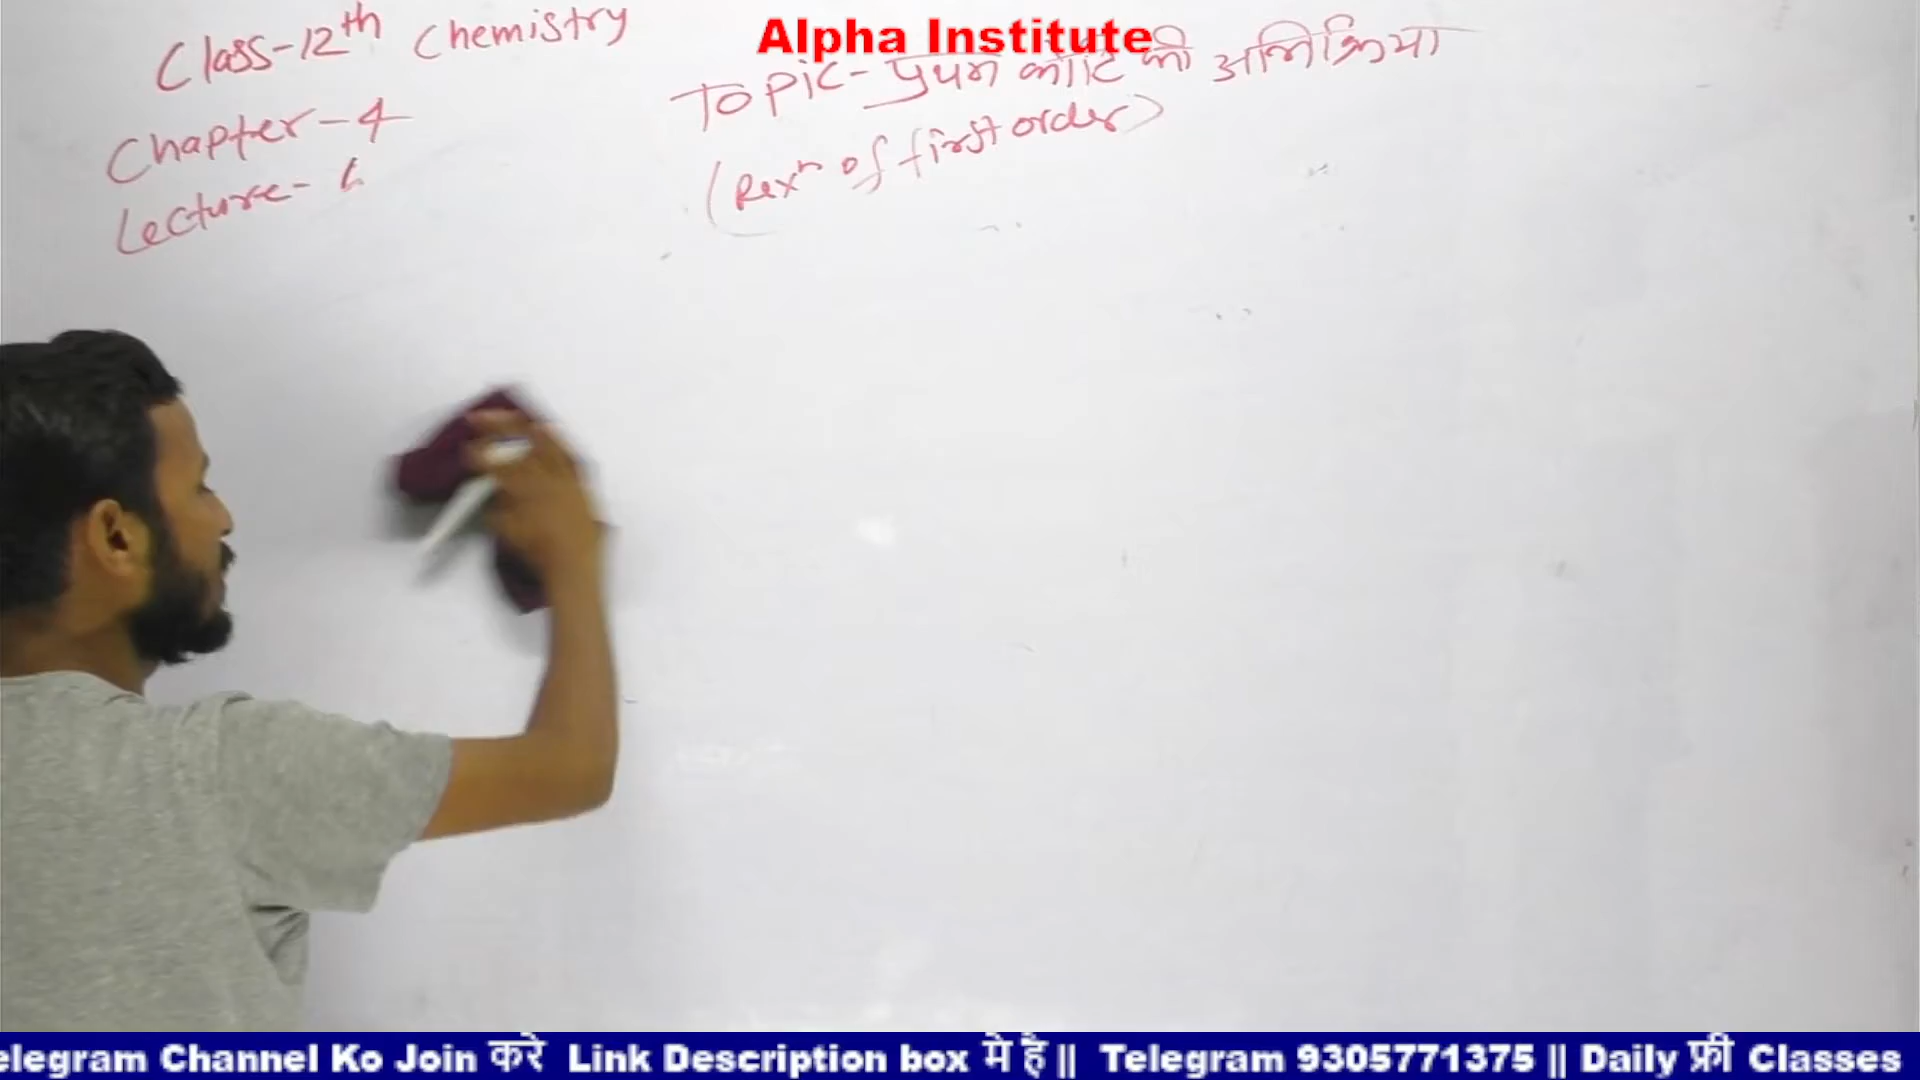 Alpha Institute
Class-12th Chemistry
Chapter-4
Lecture-
Topic- प्रथम कोटि की अभिक्रिया
(Rexn of first order)
elegram Channel Ko Join करे Link Description box मे है || Telegram 9305771375 || Daily फ्री Classes